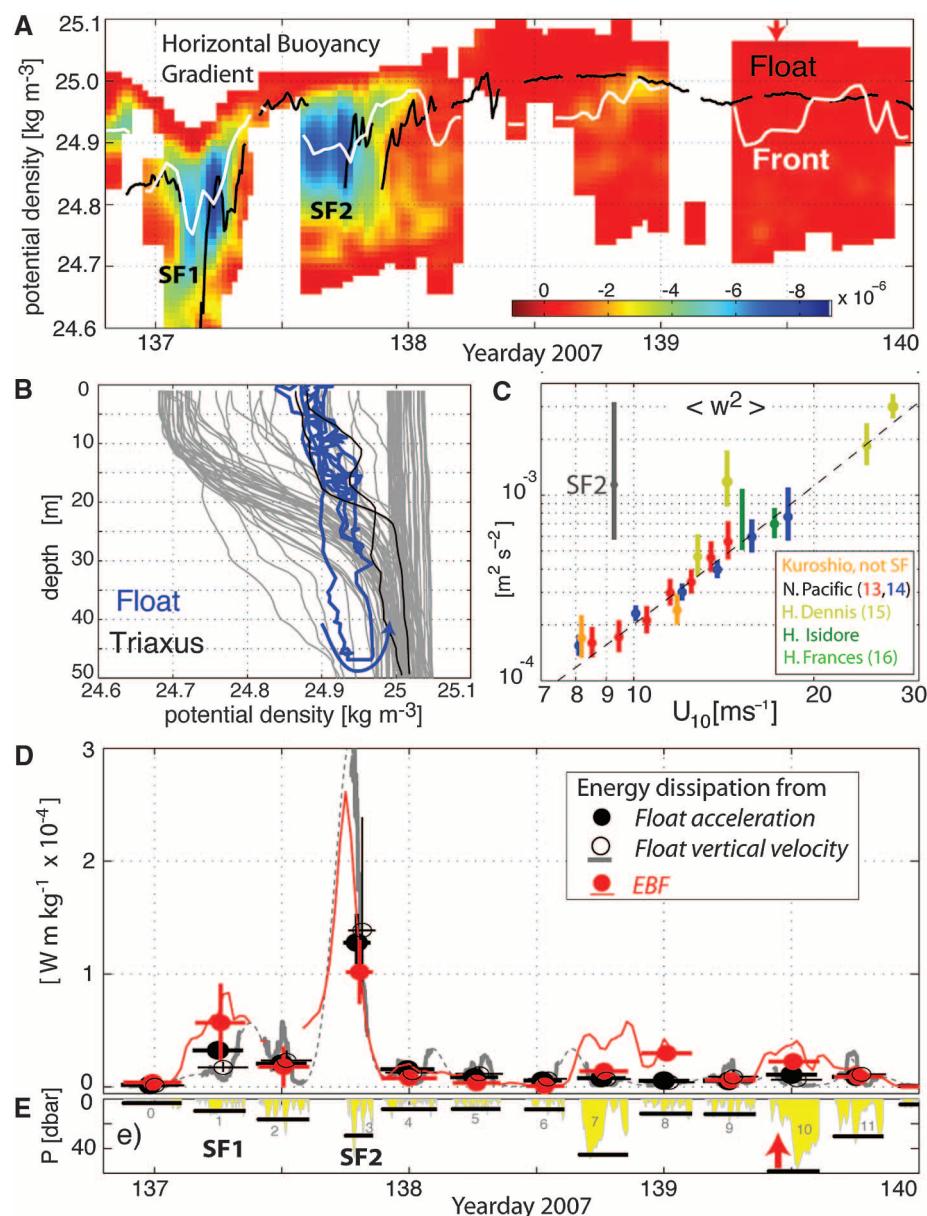 A
Horizontal Buoyancy
Gradient
25.1
25.0
24.9
24.8
24.7
24.6
potential density [kg m-3]
Float
Front
SF1
SF2
0 -2 -4 -6 -8 x 10-6
137 138 139 140
Yearday 2007
B
0
10
20
30
40
50
depth [m]
Float
Triaxus
24.6 24.7 24.8 24.9 25 25.1
potential density [kg m-3]
C
< w2 >
SF2
10-3
10-4
[m2 s-2]
Kuroshio, not SF
N. Pacific (13,14)
H. Dennis (15)
H. Isidore
H. Frances (16)
7 8 9 10 20 30
U10[ms-1]
D
3
2
1
0
[ W m kg-1 x 10-4]
Energy dissipation from
Float acceleration
Float vertical velocity
EBF
137 138 139 140
SF1
SF2
E
e)
0
40
P [dbar]
0 1 2 3 4 5 6 7 8 9 10 11
SF1 SF2
137 138 139 140
Yearday 2007